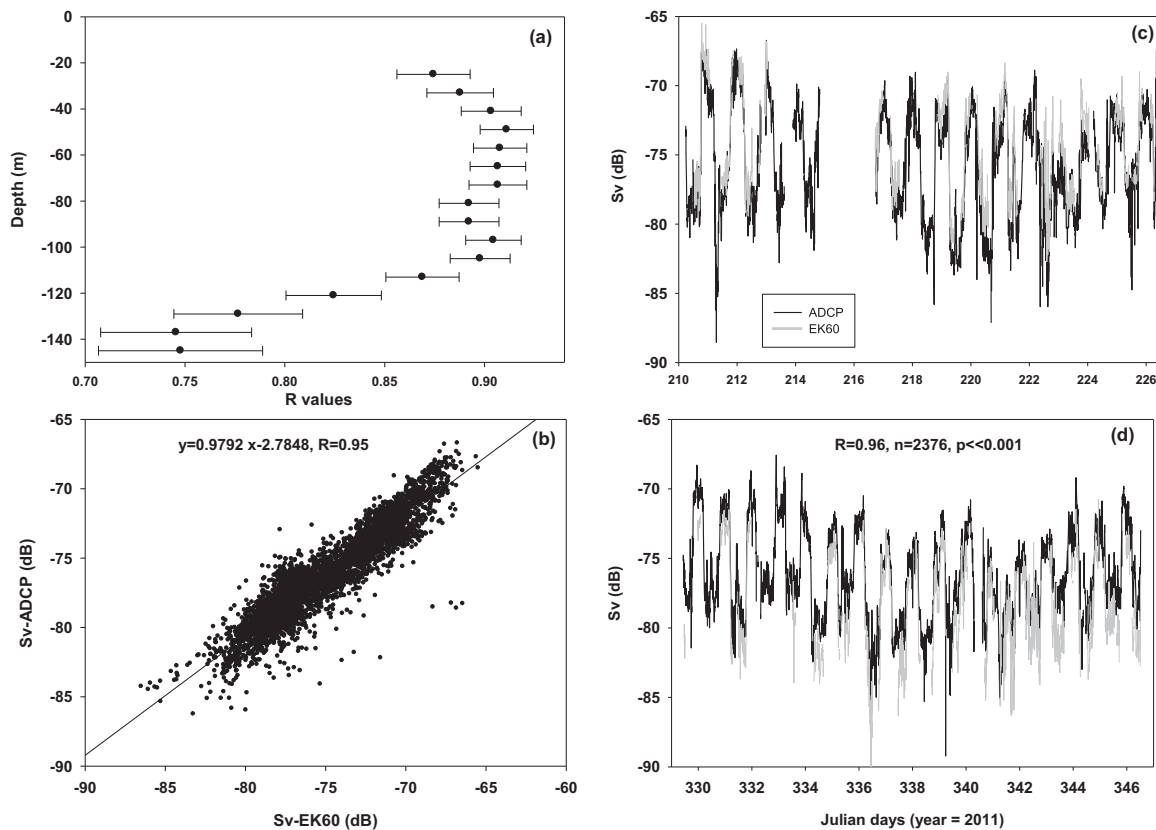 (a)
0
-20
-40
-60
-80
-100
-120
-140
Depth (m)
0.70 0.75 0.80 0.85 0.90
R values
(c)
-65
-70
-75
-80
-85
-90
Sv (dB)
ADCP
EK60
210 212 214 216 218 220 222 224 226
(b)
y=0.9792 x-2.7848, R=0.95
-65
-70
-75
-80
-85
-90
Sv-ADCP (dB)
-90 -85 -80 -75 -70 -65 -60
Sv-EK60 (dB)
(d)
R=0.96, n=2376, p<<0.001
-65
-70
-75
-80
-85
-90
Sv (dB)
330 332 334 336 338 340 342 344 346
Julian days (year = 2011)